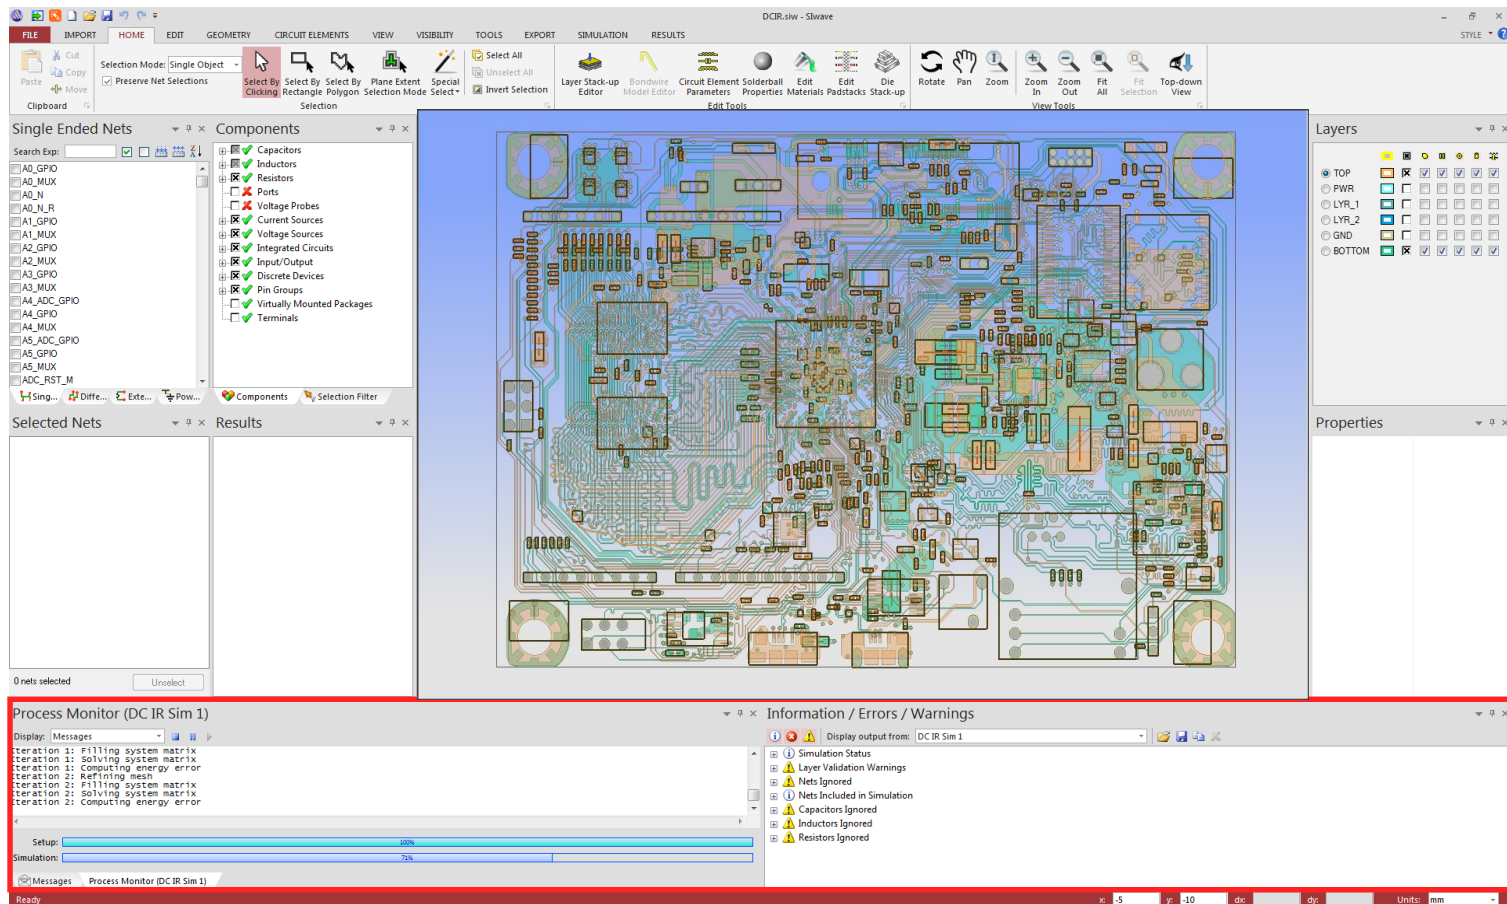 DCIR.siw - SIwave
FILE IMPORT HOME EDIT GEOMETRY CIRCUIT ELEMENTS VIEW VISIBILITY TOOLS EXPORT SIMULATION RESULTS STYLE
Paste Cut Copy Move
Clipboard
Selection Mode: Single Object
Preserve Net Selections
Select By Clicking
Select By Rectangle
Select By Polygon
Plane Extent Selection Mode
Special Select
Select All
Unselect All
Invert Selection
Selection
Layer Stack-up Editor
Bondwire Model Editor
Circuit Element Parameters
Solderball Properties
Edit Materials
Edit Padstacks
Die Stack-up
Edit Tools
Rotate
Pan
Zoom
Zoom In
Zoom Out
Fit All
Fit Selection
Top-down View
View Tools
Single Ended Nets
Search Exp:
A0_GPIO
A0_MUX
A0_N
A0_N_R
A1_GPIO
A1_MUX
A2_GPIO
A2_MUX
A3_GPIO
A3_MUX
A4_ADC_GPIO
A4_GPIO
A4_MUX
A5_ADC_GPIO
A5_GPIO
A5_MUX
ADC_RST_M
Sing... Diffe... Exte... Pow...
Components
Capacitors
Inductors
Resistors
Ports
Voltage Probes
Current Sources
Voltage Sources
Integrated Circuits
Input/Output
Discrete Devices
Pin Groups
Virtually Mounted Packages
Terminals
Components Selection Filter
Layers
TOP
PWR
LYR_1
LYR_2
GND
BOTTOM
Selected Nets
0 nets selected Unselect
Results
Properties
Process Monitor (DC IR Sim 1)
Display: Messages
Iteration 1: Filling system matrix
Iteration 1: Solving system matrix
Iteration 1: Computing energy error
Iteration 2: Refining mesh
Iteration 2: Filling system matrix
Iteration 2: Solving system matrix
Iteration 2: Computing energy error
Setup: 100%
Simulation: 71%
Messages Process Monitor (DC IR Sim 1)
Information / Errors / Warnings
Display output from: DC IR Sim 1
Simulation Status
Layer Validation Warnings
Nets Ignored
Nets Included in Simulation
Capacitors Ignored
Inductors Ignored
Resistors Ignored
Ready x: -5 y: -10 dx: dy: Units: mm